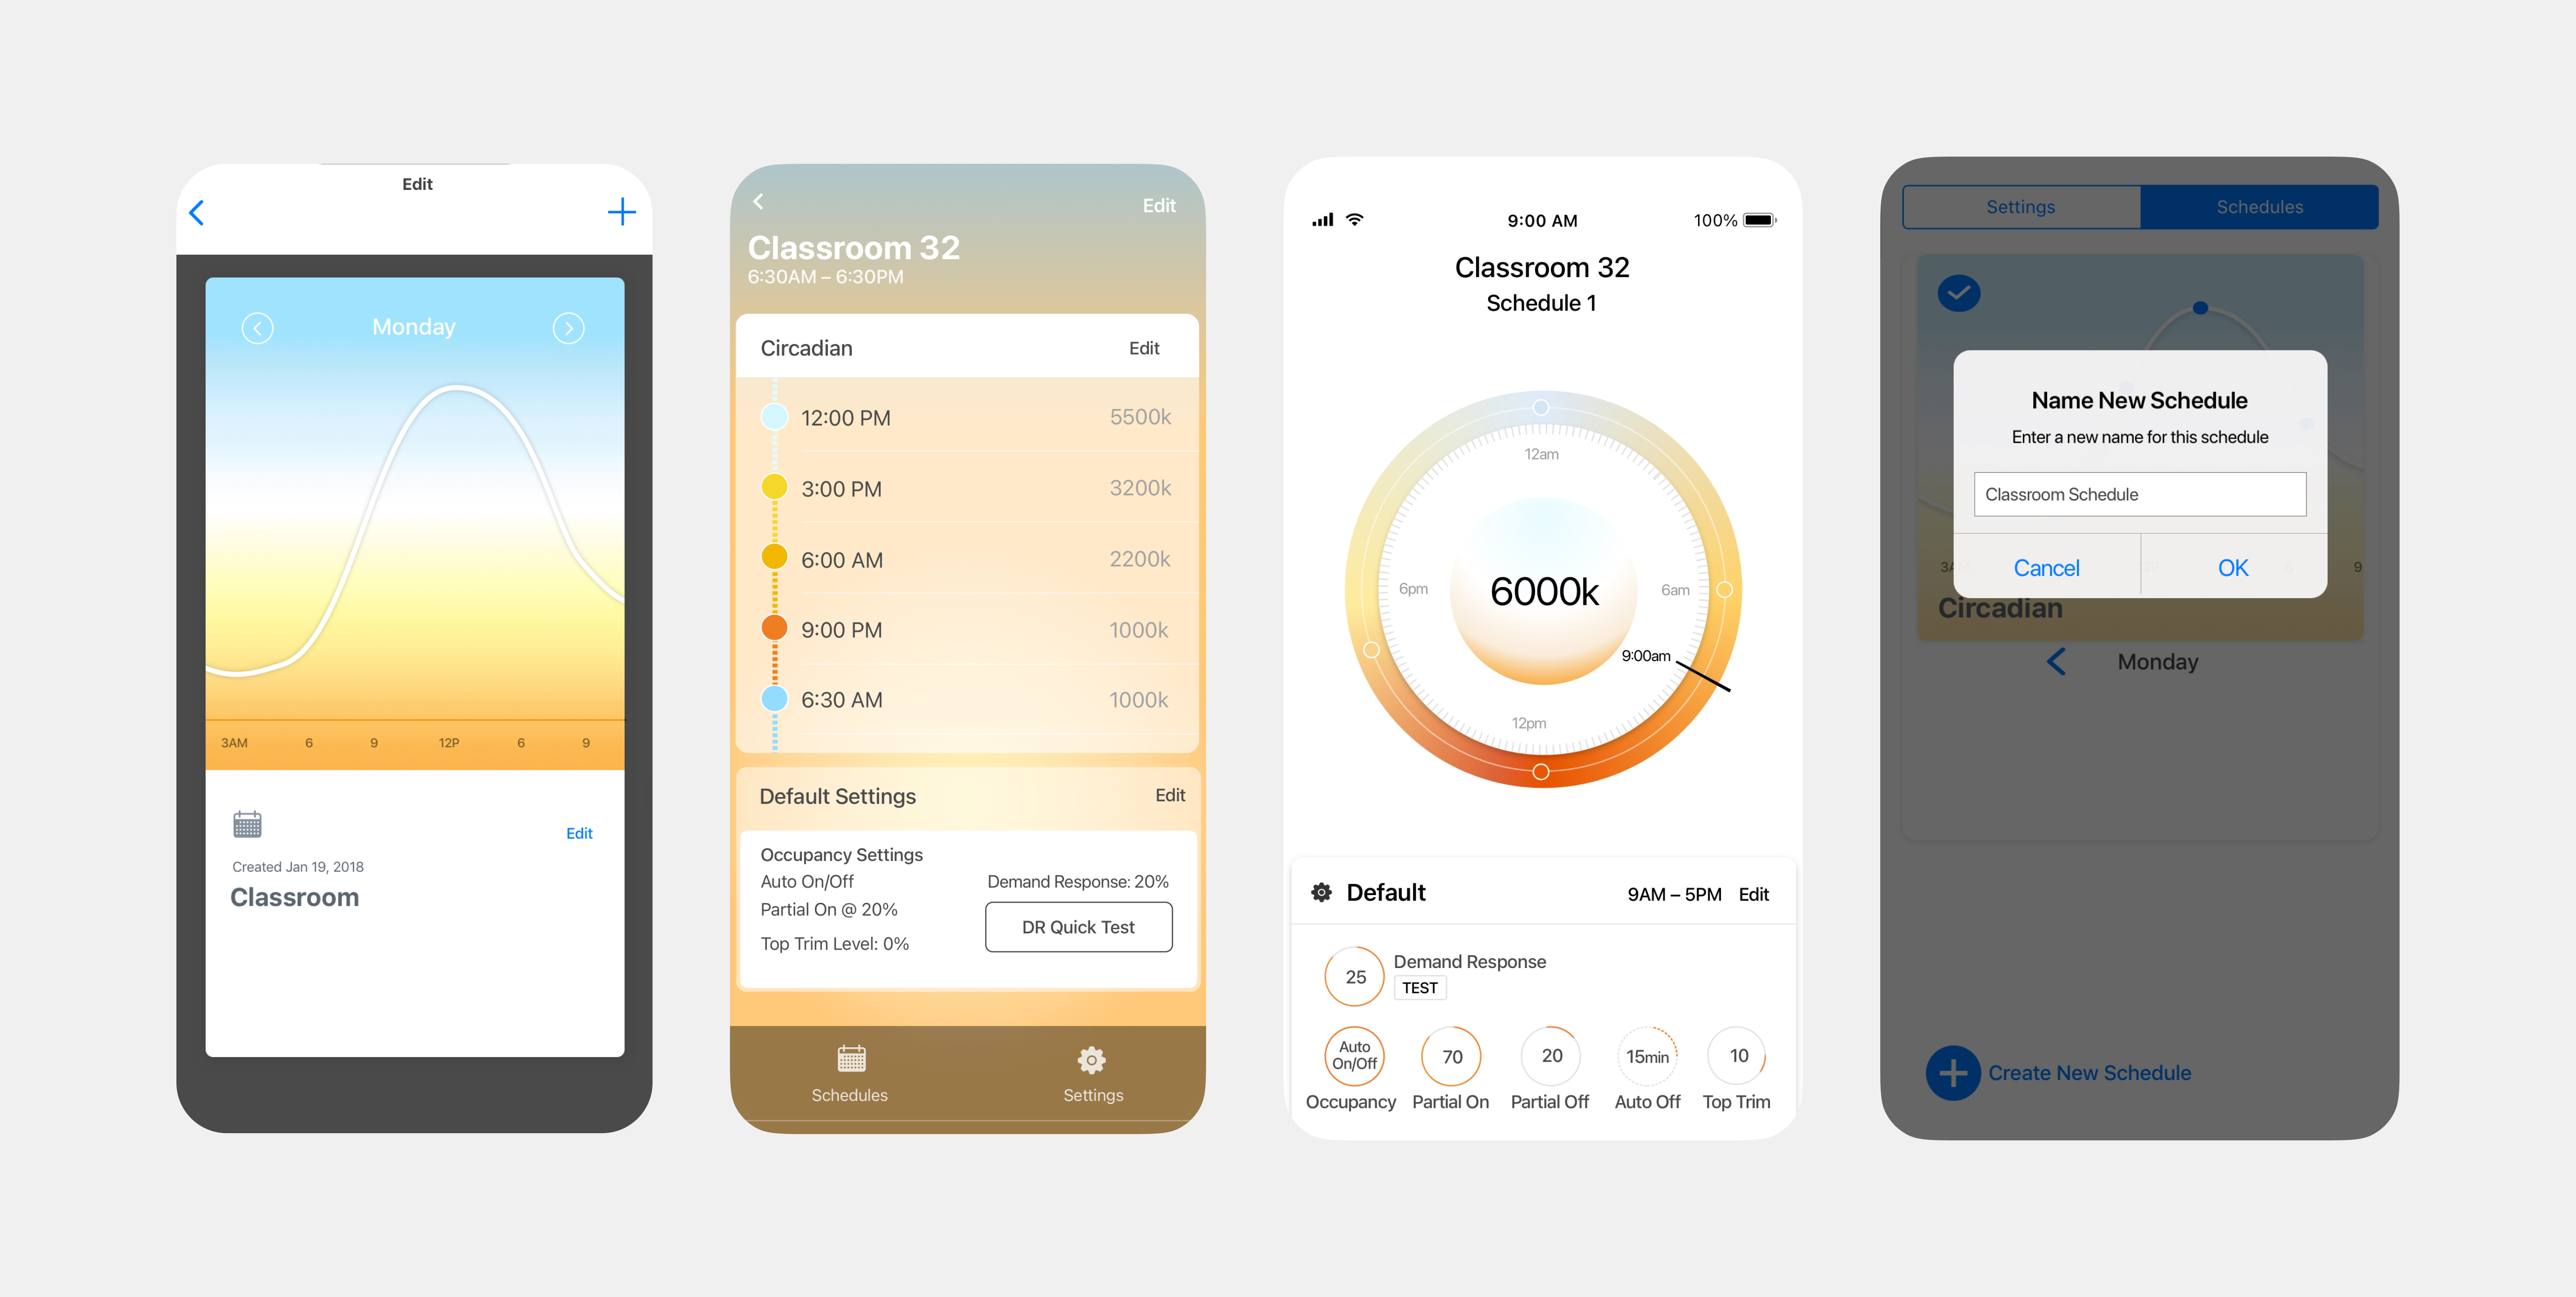 Edit
Monday
3AM 6 9 12P 6 9
Edit
Created Jan 19, 2018
Classroom
Edit
Classroom 32
6:30AM – 6:30PM
Circadian Edit
12:00 PM 5500k
3:00 PM 3200k
6:00 AM 2200k
9:00 PM 1000k
6:30 AM 1000k
Default Settings Edit
Occupancy Settings
Auto On/Off Demand Response: 20%
Partial On @ 20%
DR Quick Test
Top Trim Level: 0%
Schedules Settings
9:00 AM 100%
Classroom 32
Schedule 1
12am
6pm 6000k 6am
9:00am
12pm
Default 9AM – 5PM Edit
25 Demand Response
TEST
Auto
On/Off 70 20 15min 10
Occupancy Partial On Partial Off Auto Off Top Trim
Settings Schedules
Name New Schedule
Enter a new name for this schedule
Classroom Schedule
Cancel OK
9
Circadian
Monday
Create New Schedule